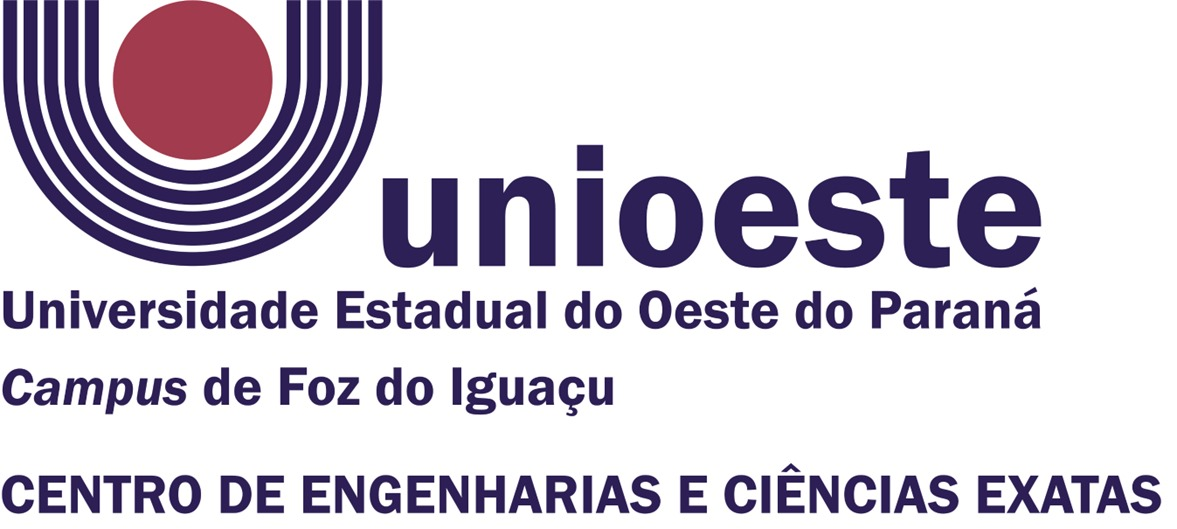 unioeste
Universidade Estadual do Oeste do Paraná
Campus de Foz do Iguaçu
CENTRO DE ENGENHARIAS E CIÊNCIAS EXATAS